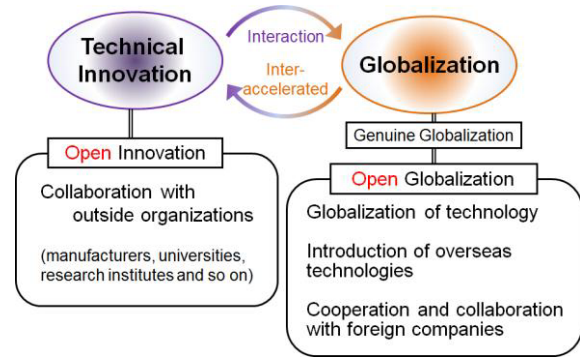 Technical
Innovation
Interaction
Inter-
accelerated
Globalization
Genuine Globalization
Open Innovation
Collaboration with
outside organizations
(manufacturers, universities,
research institutes and so on)
Open Globalization
Globalization of technology
Introduction of overseas
technologies
Cooperation and collaboration
with foreign companies